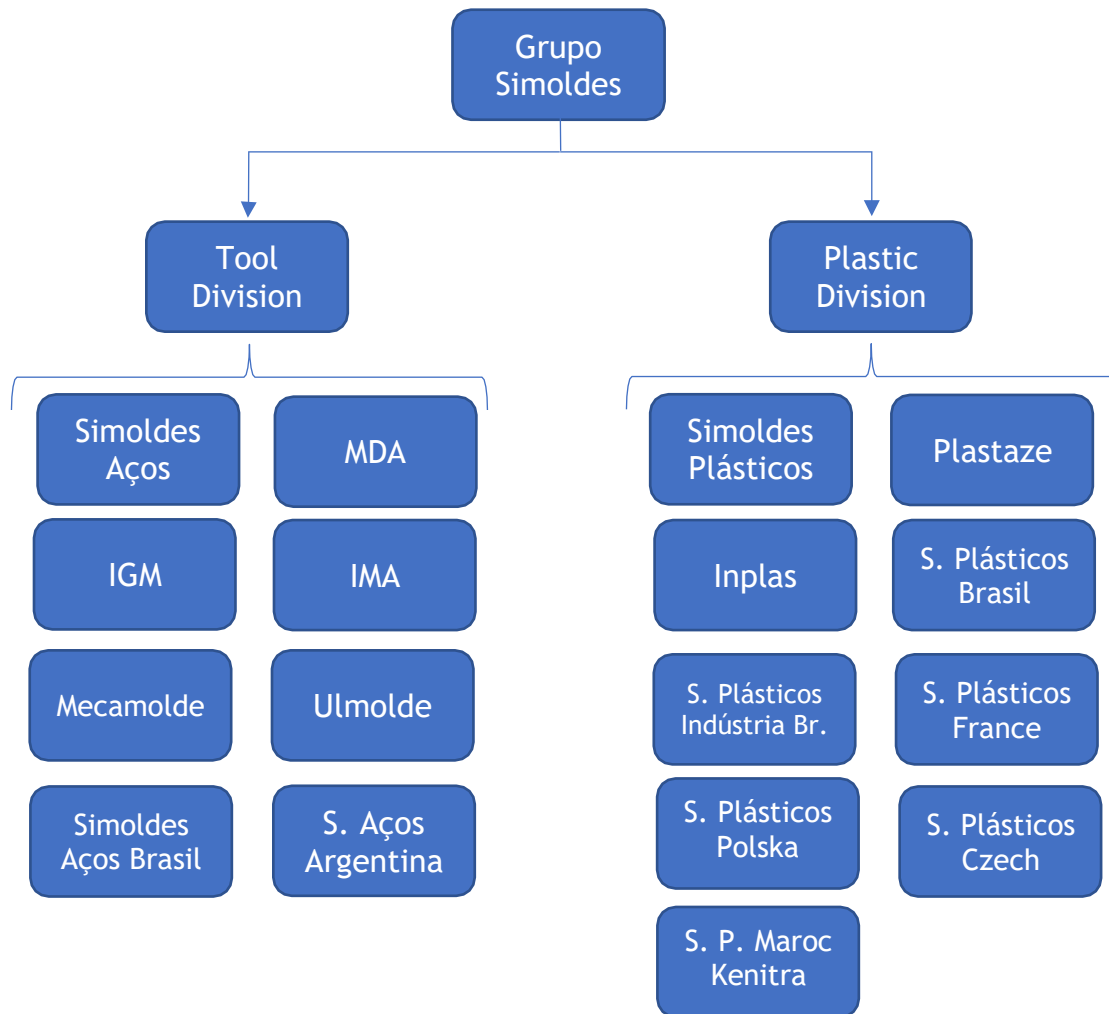 Grupo
Simoldes
Tool
Division
Plastic
Division
Simoldes
Aços
MDA
Simoldes
Plásticos
Plastaze
IGM
IMA
Inplas
S. Plásticos
Brasil
Mecamolde
Ulmolde
S. Plásticos
Indústria Br.
S. Plásticos
France
Simoldes
Aços Brasil
S. Aços
Argentina
S. Plásticos
Polska
S. Plásticos
Czech
S. P. Maroc
Kenitra